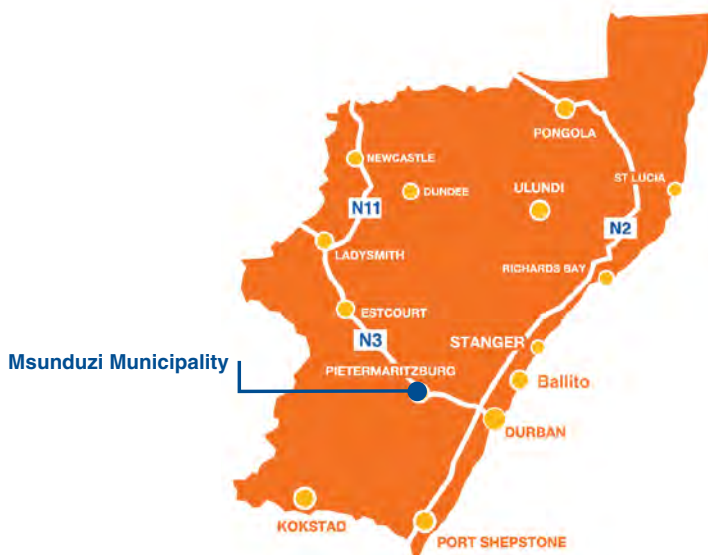 PONGOLA
NEWCASTLE
DUNDEE
ULUNDI
ST LUCIA
N11
N2
LADYSMITH
RICHARDS BAY
ESTCOURT
N3
STANGER
Msunduzi Municipality
PIETERMARITZBURG
Ballito
DURBAN
KOKSTAD
PORT SHEPSTONE